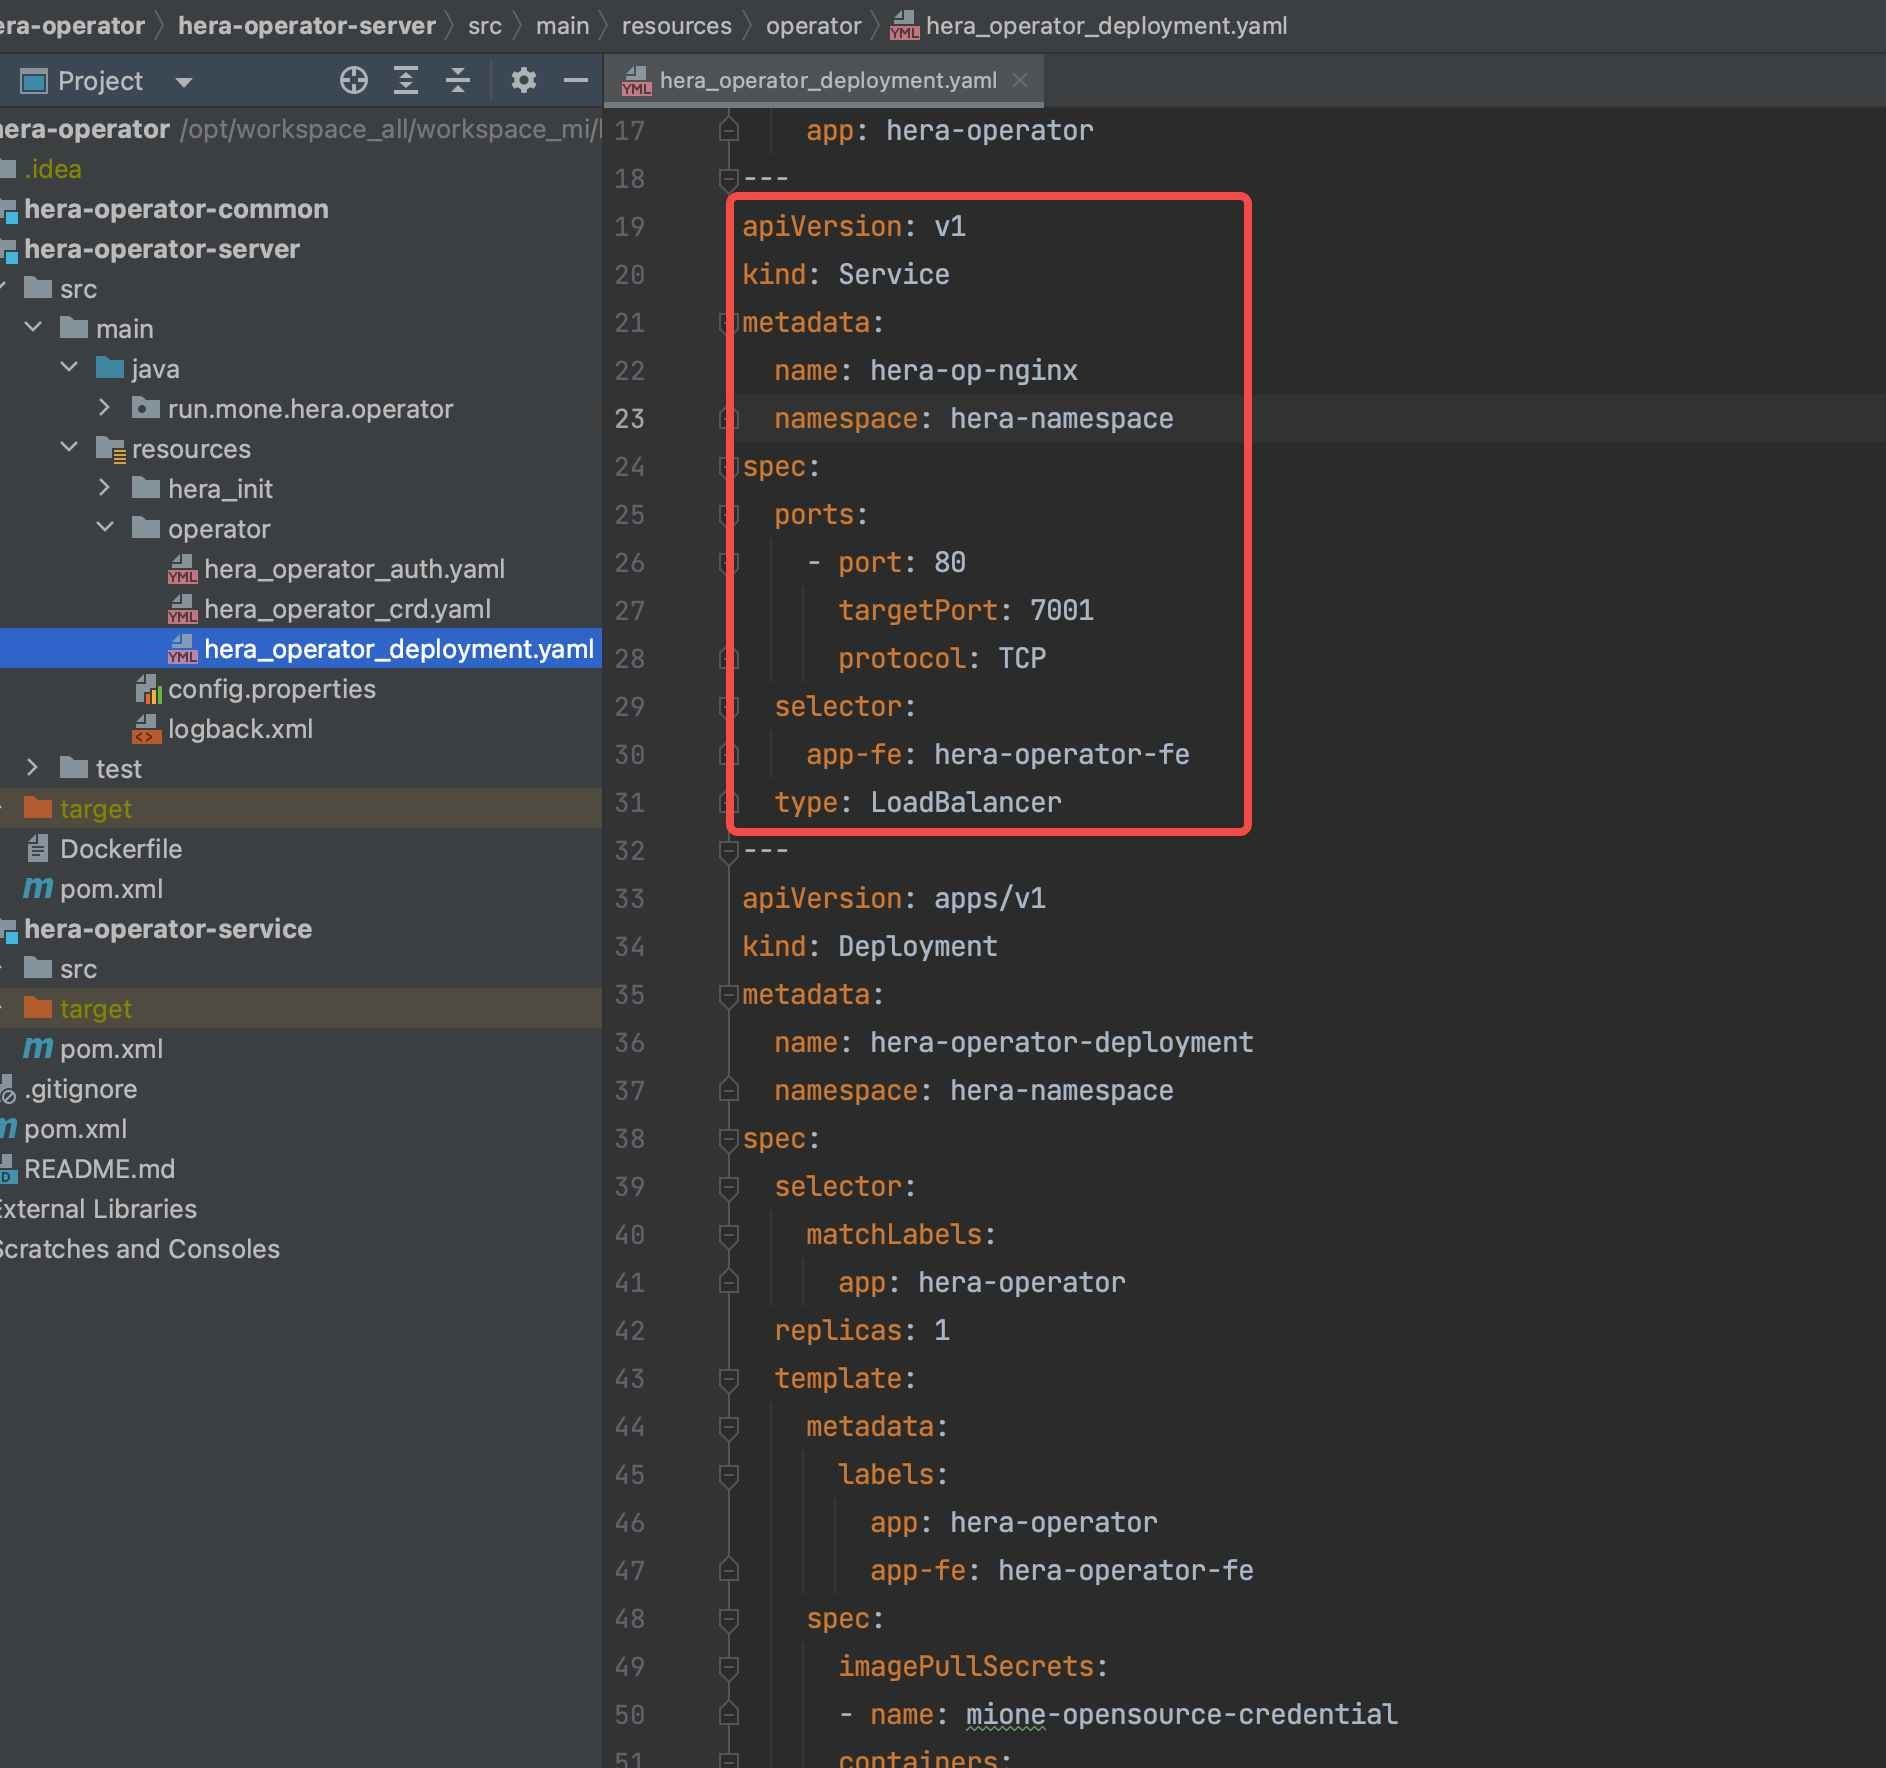 era-operator hera-operator-server src main resources operator hera_operator_deployment.yaml
Project
hera_operator_deployment.yaml
hera-operator /opt/workspace_all/workspace_mi/
.idea
hera-operator-common
hera-operator-server
src
main
java
run.mone.hera.operator
resources
hera_init
operator
hera_operator_auth.yaml
hera_operator_crd.yaml
hera_operator_deployment.yaml
config.properties
logback.xml
test
target
Dockerfile
pom.xml
hera-operator-service
src
target
pom.xml
.gitignore
pom.xml
README.md
External Libraries
Scratches and Consoles
17 app: hera-operator
18 ---
19 apiVersion: v1
20 kind: Service
21 metadata:
22 name: hera-op-nginx
23 namespace: hera-namespace
24 spec:
25 ports:
26 - port: 80
27 targetPort: 7001
28 protocol: TCP
29 selector:
30 app-fe: hera-operator-fe
31 type: LoadBalancer
32 ---
33 apiVersion: apps/v1
34 kind: Deployment
35 metadata:
36 name: hera-operator-deployment
37 namespace: hera-namespace
38 spec:
39 selector:
40 matchLabels:
41 app: hera-operator
42 replicas: 1
43 template:
44 metadata:
45 labels:
46 app: hera-operator
47 app-fe: hera-operator-fe
48 spec:
49 imagePullSecrets:
50 - name: mione-opensource-credential
51 containers: